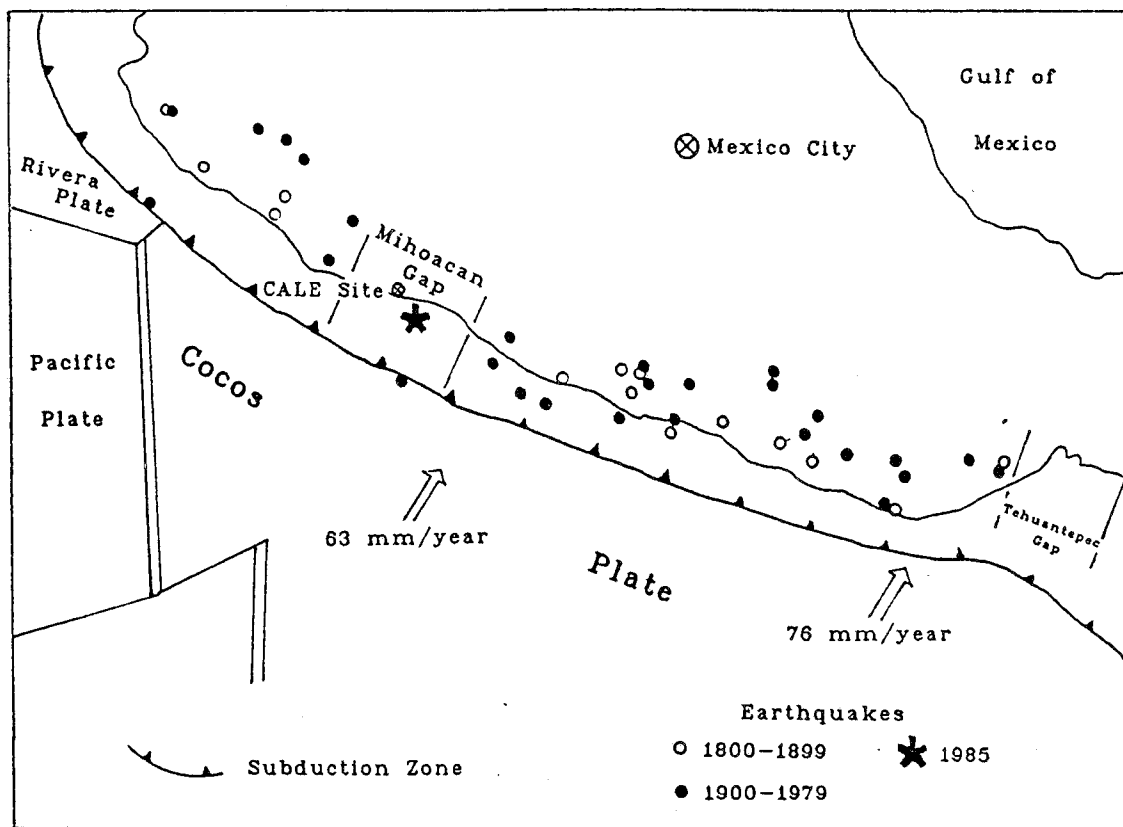 Gulf of
Mexico
Mexico City
Rivera
Plate
Mihoacan
Gap
CALE Site
Pacific
Plate
Cocos
Plate
63 mm/year
76 mm/year
Tehuantepec
Gap
Earthquakes
1800-1899
1985
1900-1979
Subduction Zone